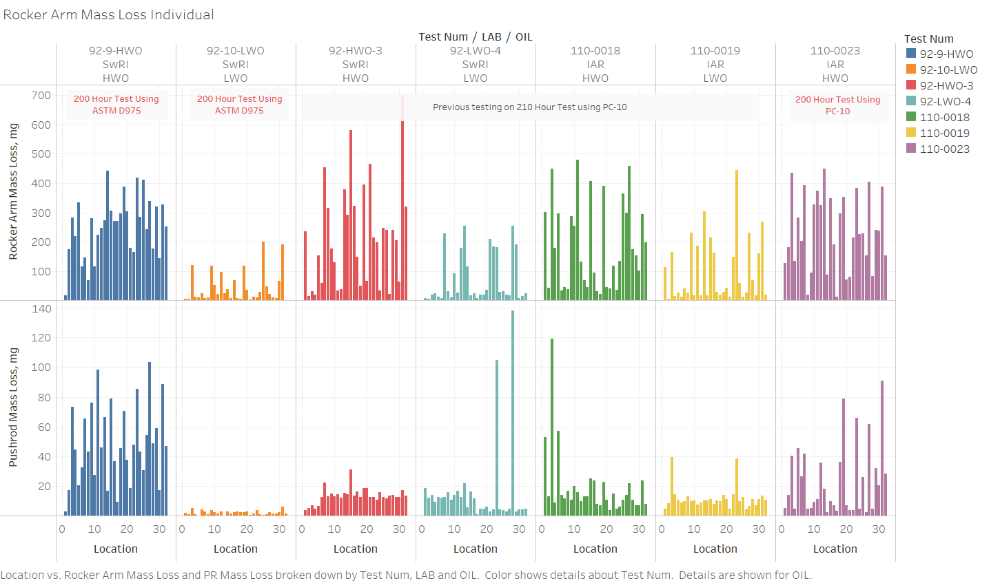 Rocker Arm Mass Loss Individual
Test Num / LAB / OIL
92-9-HWO 92-10-LWO 92-HWO-3 92-LWO-4 110-0018 110-0019 110-0023
SwRI SwRI SwRI SwRI IAR IAR IAR
HWO LWO HWO LWO HWO LWO HWO
200 Hour Test Using
ASTM D975
200 Hour Test Using
ASTM D975
Previous testing on 210 Hour Test using PC-10
200 Hour Test Using
PC-10
Rocker Arm Mass Loss, mg
700
600
500
400
300
200
100
Pushrod Mass Loss, mg
140
120
100
80
60
40
20
0 10 20 30 0 10 20 30 0 10 20 30 0 10 20 30 0 10 20 30 0 10 20 30 0 10 20 30
Location Location Location Location Location Location Location
Test Num
92-9-HWO
92-10-LWO
92-HWO-3
92-LWO-4
110-0018
110-0019
110-0023
Location vs. Rocker Arm Mass Loss and PR Mass Loss broken down by Test Num, LAB and OIL.  Color shows details about Test Num.  Details are shown for OIL.